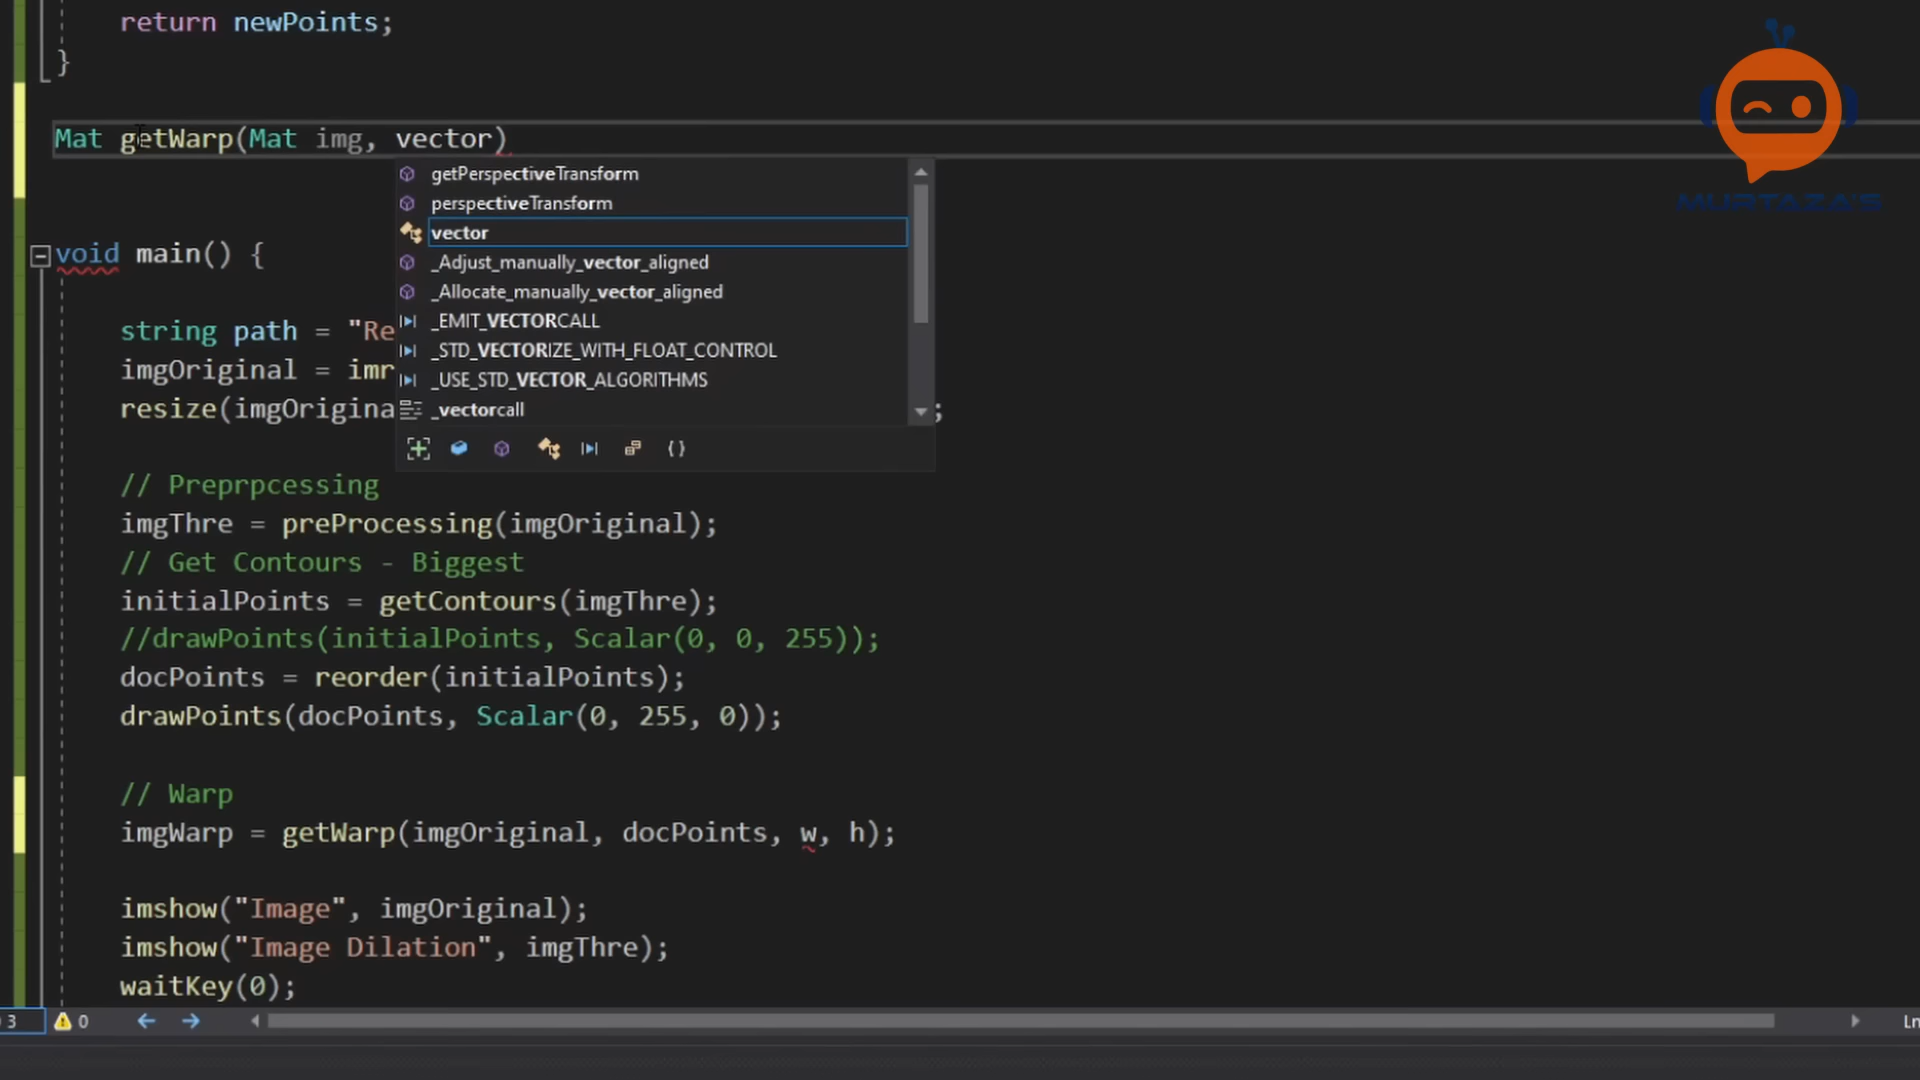 return newPoints;
}
MURTAZA'S
Mat getWarp(Mat img, vector)
getPerspectiveTransform
perspectiveTransform
vector
_Adjust_manually_vector_aligned
_Allocate_manually_vector_aligned
_EMIT_VECTORCALL
_STD_VECTORIZE_WITH_FLOAT_CONTROL
_USE_STD_VECTOR_ALGORITHMS
_vectorcall
void main() {
string path = "Re
imgOriginal = imr
resize(imgOrigina ;
// Preprpcessing
imgThre = preProcessing(imgOriginal);
// Get Contours - Biggest
initialPoints = getContours(imgThre);
//drawPoints(initialPoints, Scalar(0, 0, 255));
docPoints = reorder(initialPoints);
drawPoints(docPoints, Scalar(0, 255, 0));
// Warp
imgWarp = getWarp(imgOriginal, docPoints, w, h);
imshow("Image", imgOriginal);
imshow("Image Dilation", imgThre);
waitKey(0);
3 0 Ln